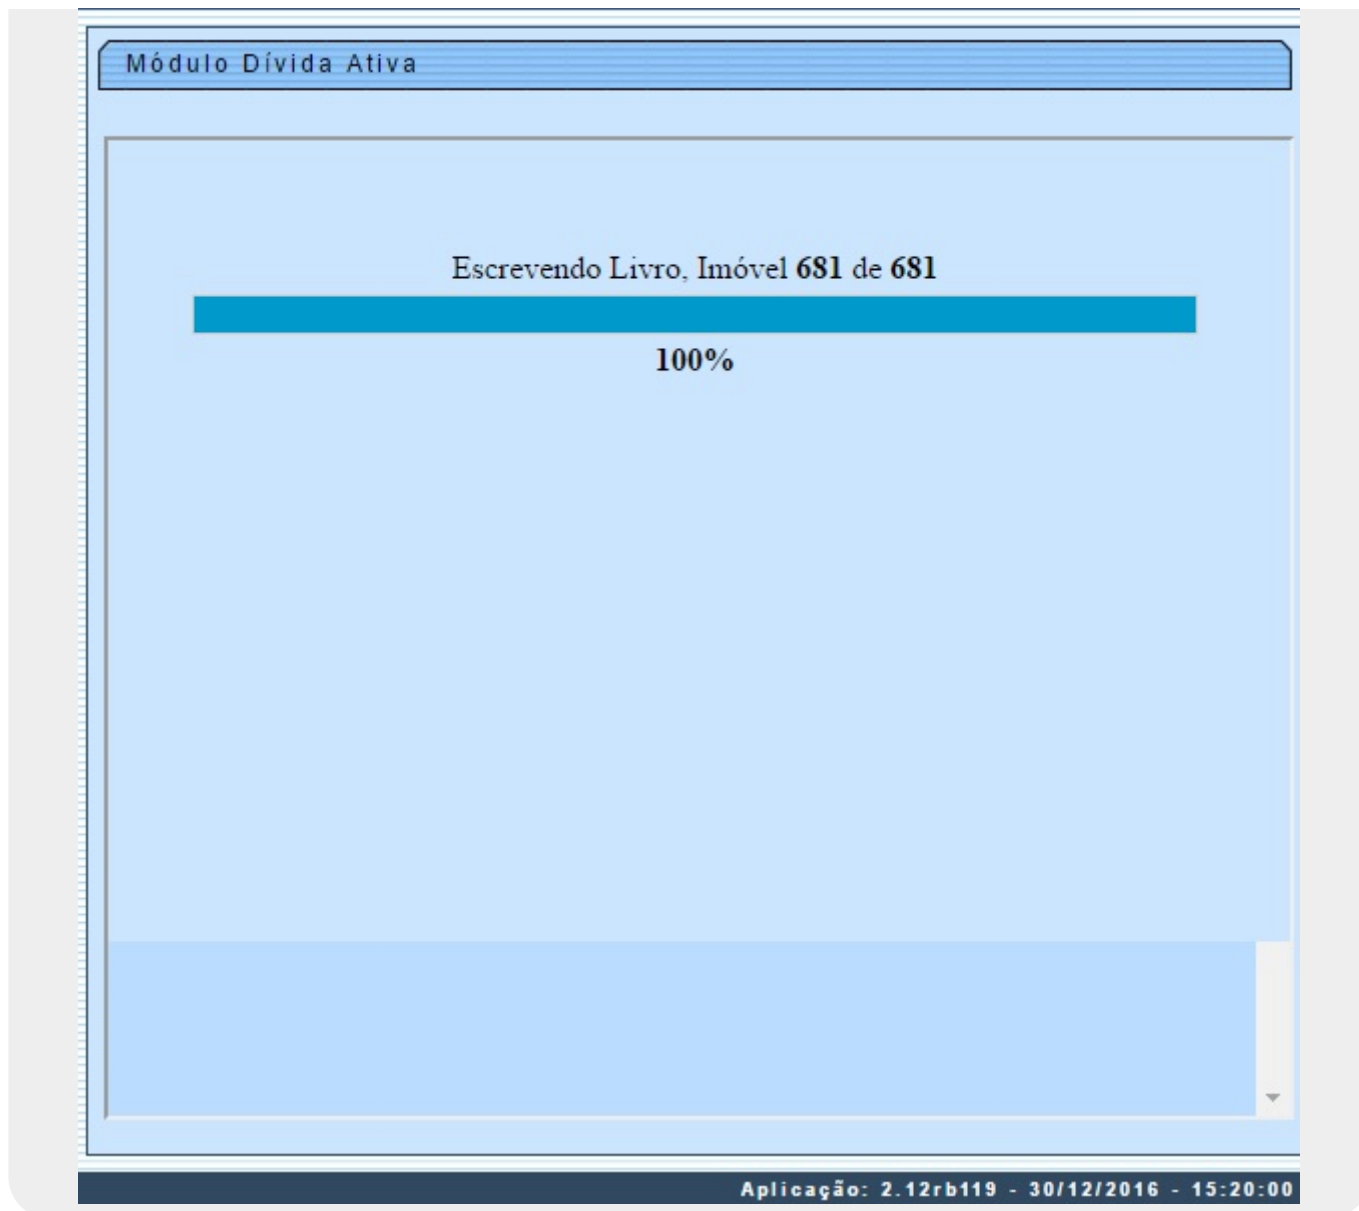 Módulo Dívida Ativa
Escrevendo Livro, Imóvel 681 de 681
100%
Aplicação: 2.12rb119 - 30/12/2016 - 15:20:00